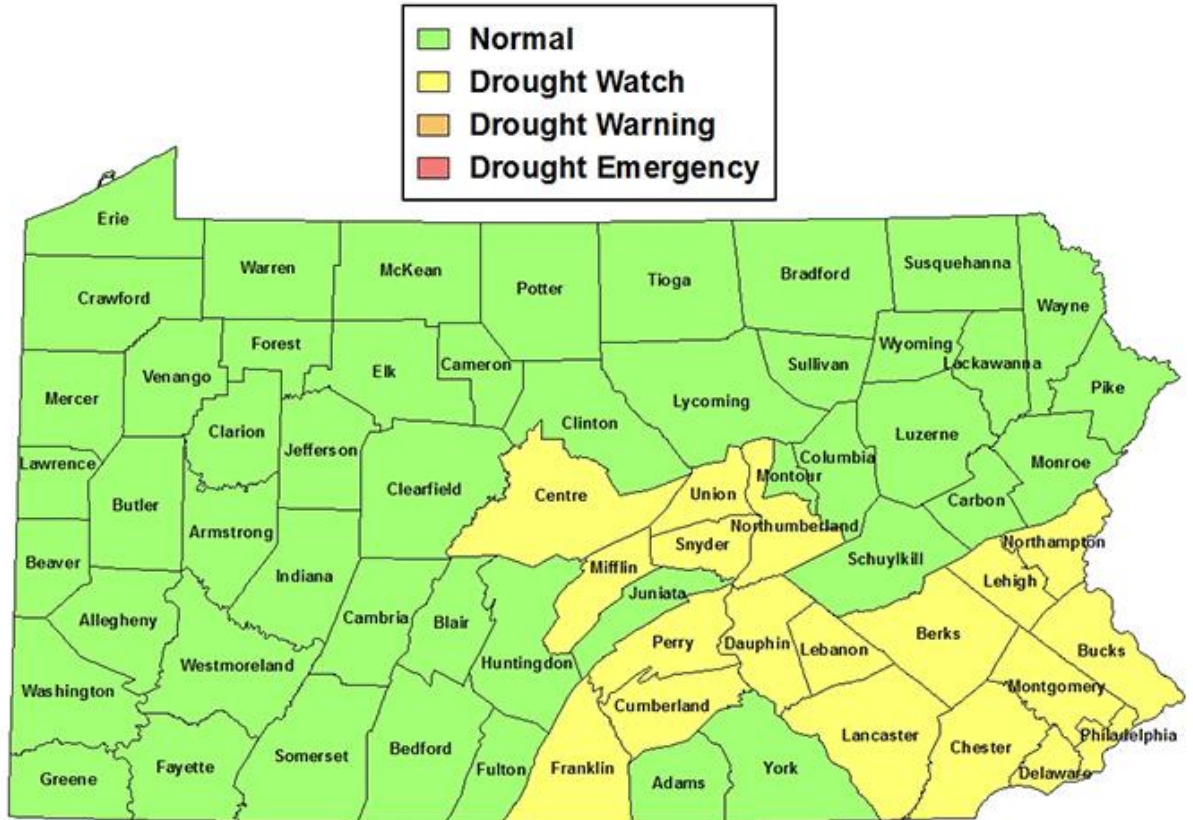 Normal
Drought Watch
Drought Warning
Drought Emergency
Erie
Warren
McKean
Potter
Tioga
Bradford
Susquehanna
Wayne
Crawford
Forest
Elk
Cameron
Sullivan
Wyoming
Lackawanna
Pike
Mercer
Venango
Clarion
Jefferson
Clinton
Lycoming
Columbia
Luzerne
Monroe
Lawrence
Butler
Armstrong
Clearfield
Centre
Union
Montour
Carbon
Beaver
Indiana
Mifflin
Snyder
Northumberland
Schuylkill
Northampton
Lehigh
Allegheny
Westmoreland
Cambria
Blair
Huntingdon
Juniata
Perry
Dauphin
Lebanon
Berks
Bucks
Washington
Cumberland
Montgomery
Philadelphia
Greene
Fayette
Somerset
Bedford
Fulton
Franklin
Adams
York
Lancaster
Chester
Delaware